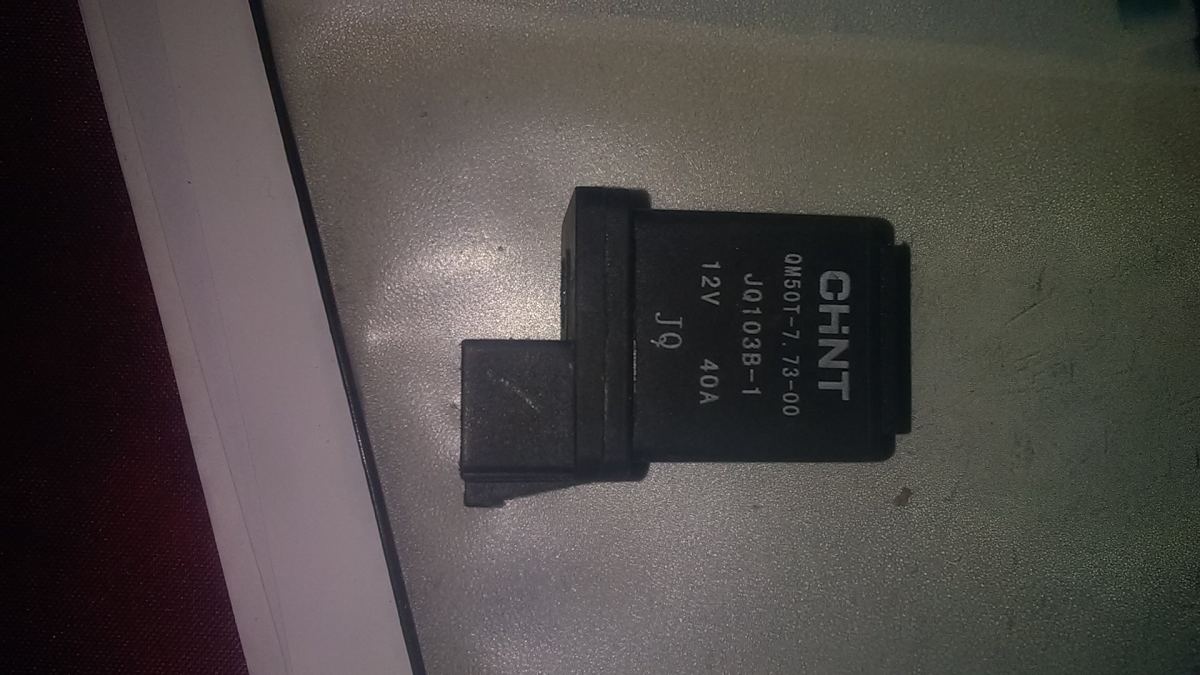 CHNT
QM50T-7.73-00
JQ103B-1
12V 40A
JQ